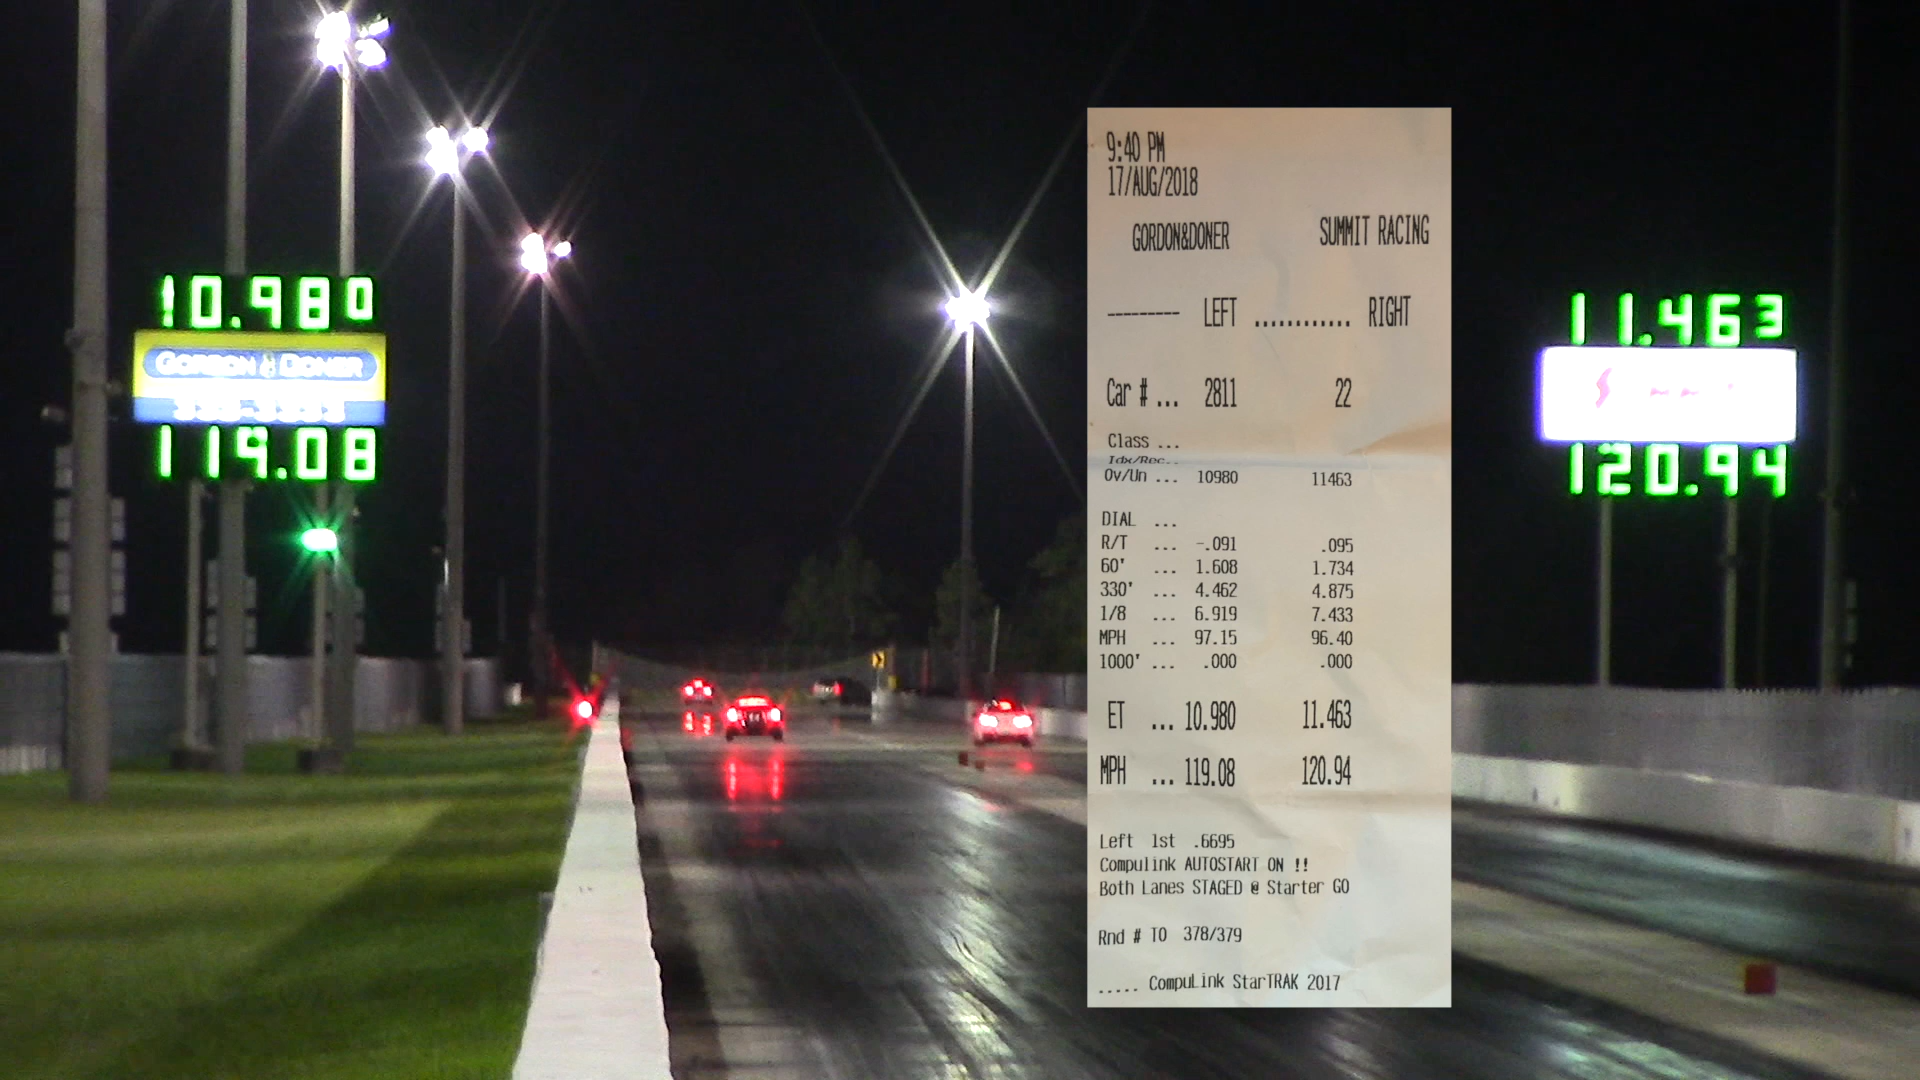 10.980
GORDON & DONER
119.08
9:40 PM
17/AUG/2018
GORDON&DONER SUMMIT RACING
--------- LEFT ............ RIGHT
Car # ... 2811 22
Class ...
Idx/Rec..
Ov/Un ... 10980 11463
DIAL ...
R/T ... -.091 .095
60' ... 1.608 1.734
330' ... 4.462 4.875
1/8 ... 6.919 7.433
MPH ... 97.15 96.40
1000' ... .000 .000
ET ... 10.980 11.463
MPH ... 119.08 120.94
Left 1st .6695
Compulink AUTOSTART ON !!
Both Lanes STAGED @ Starter GO
Rnd # TO 378/379
..... CompuLink StarTRAK 2017
11.463
120.94